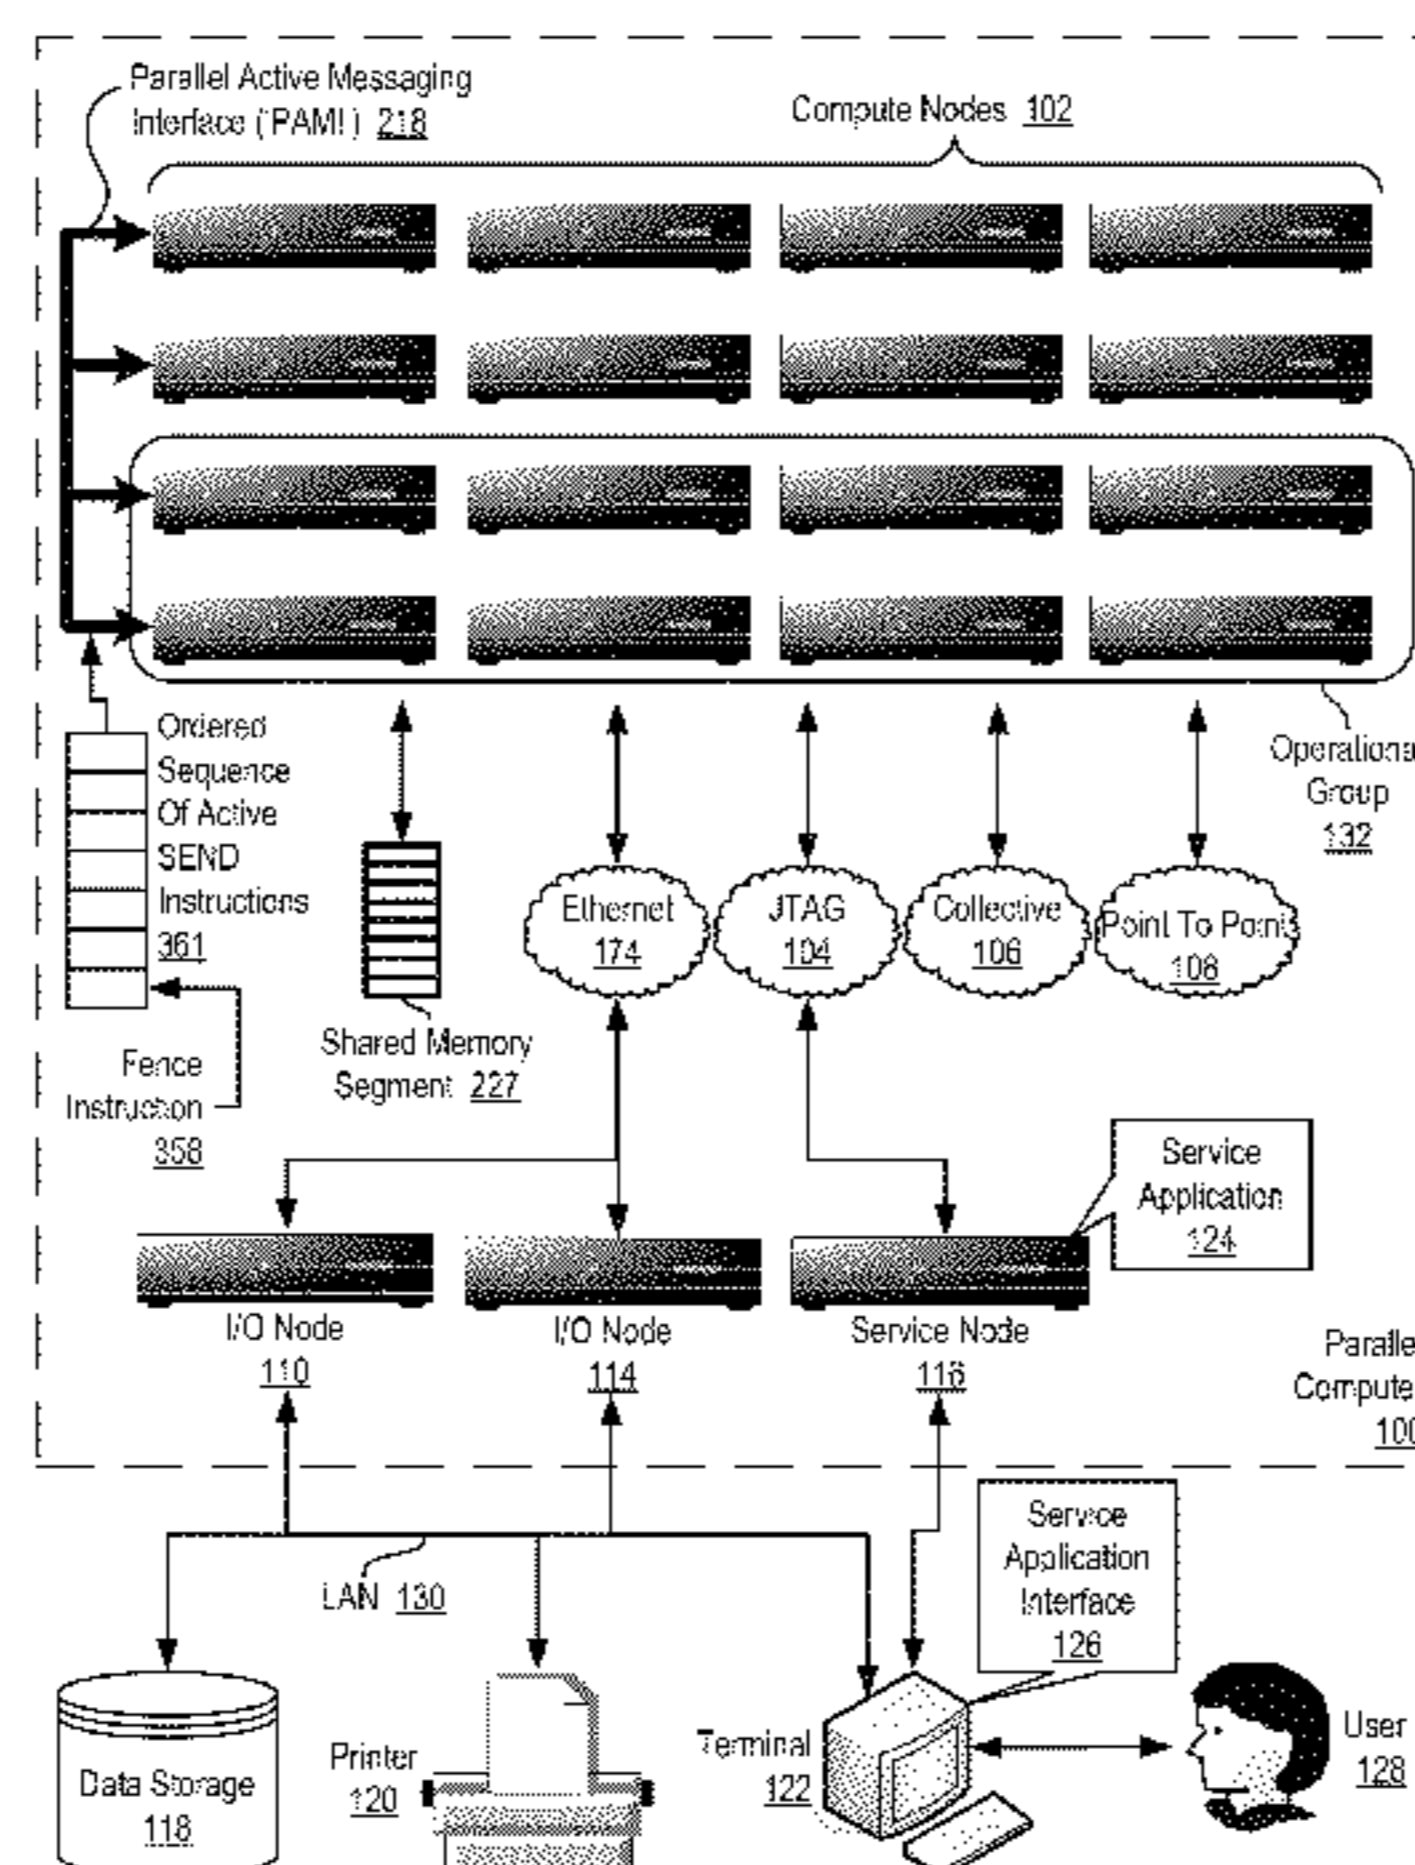 Parallel Active Messaging
Interface ('PAMI') 218
Compute Nodes 102
Ordered
Sequence
Of Active
SEND
Instructions
361
Operationa
Group
132
Ethernet
174
JTAG
104
Collective
106
Point To Point
108
Shared Memory
Segment 227
Fence
Instruction
358
Service
Application
124
I/O Node
110
I/O Node
114
Service Node
116
Paralle
Compute
100
LAN 130
Service
Application
Interface
126
Data Storage
118
Printer
120
Terminal
122
User
128